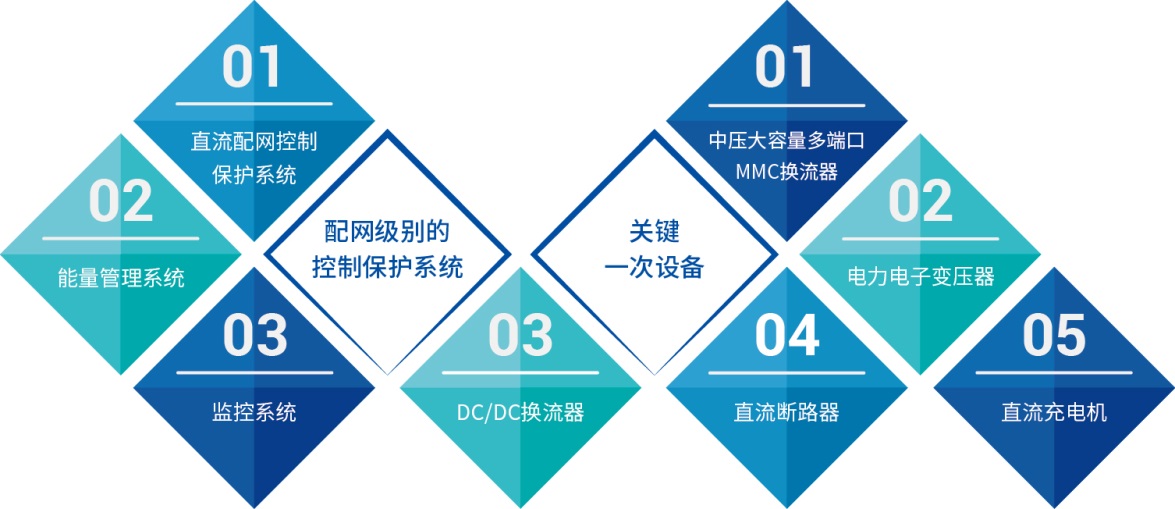 配网级别的
控制保护系统
01
直流配网控制
保护系统
02
能量管理系统
03
监控系统
关键
一次设备
01
中压大容量多端口
MMC换流器
02
电力电子变压器
03
DC/DC换流器
04
直流断路器
05
直流充电机